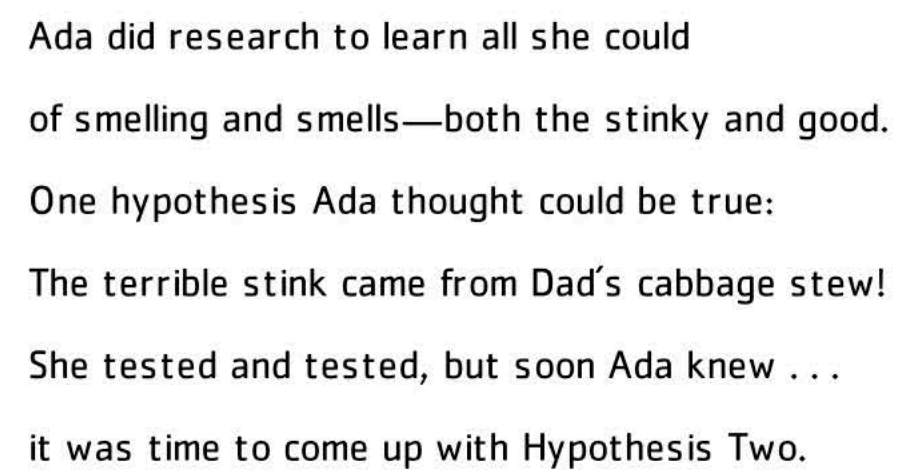 Ada did research to learn all she could
of smelling and smells—both the stinky and good.
One hypothesis Ada thought could be true:
The terrible stink came from Dad's cabbage stew!
She tested and tested, but soon Ada knew . . .
it was time to come up with Hypothesis Two.